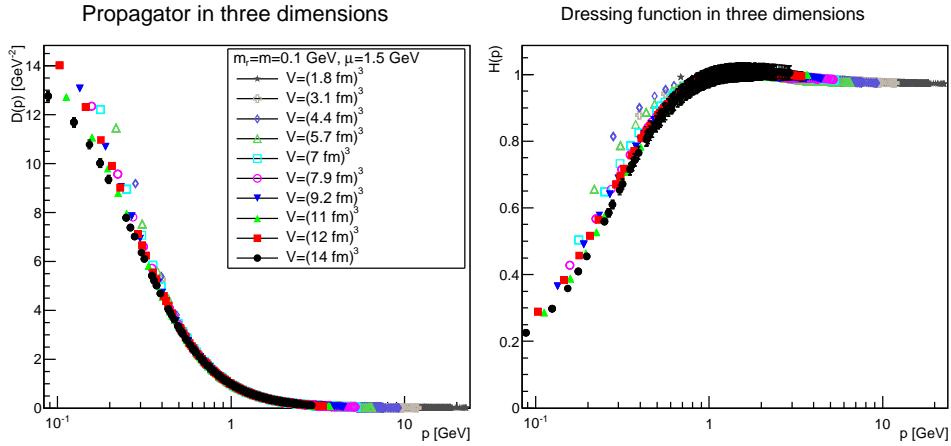 Propagator in three dimensions
D(p) [GeV⁻²]
14
12
10
8
6
4
2
0
10⁻¹
1
10
p [GeV]
mᵣ=m=0.1 GeV, μ=1.5 GeV
V=(1.8 fm)³
V=(3.1 fm)³
V=(4.4 fm)³
V=(5.7 fm)³
V=(7 fm)³
V=(7.9 fm)³
V=(9.2 fm)³
V=(11 fm)³
V=(12 fm)³
V=(14 fm)³
Dressing function in three dimensions
H(p)
1
0.8
0.6
0.4
0.2
0
10⁻¹
1
10
p [GeV]